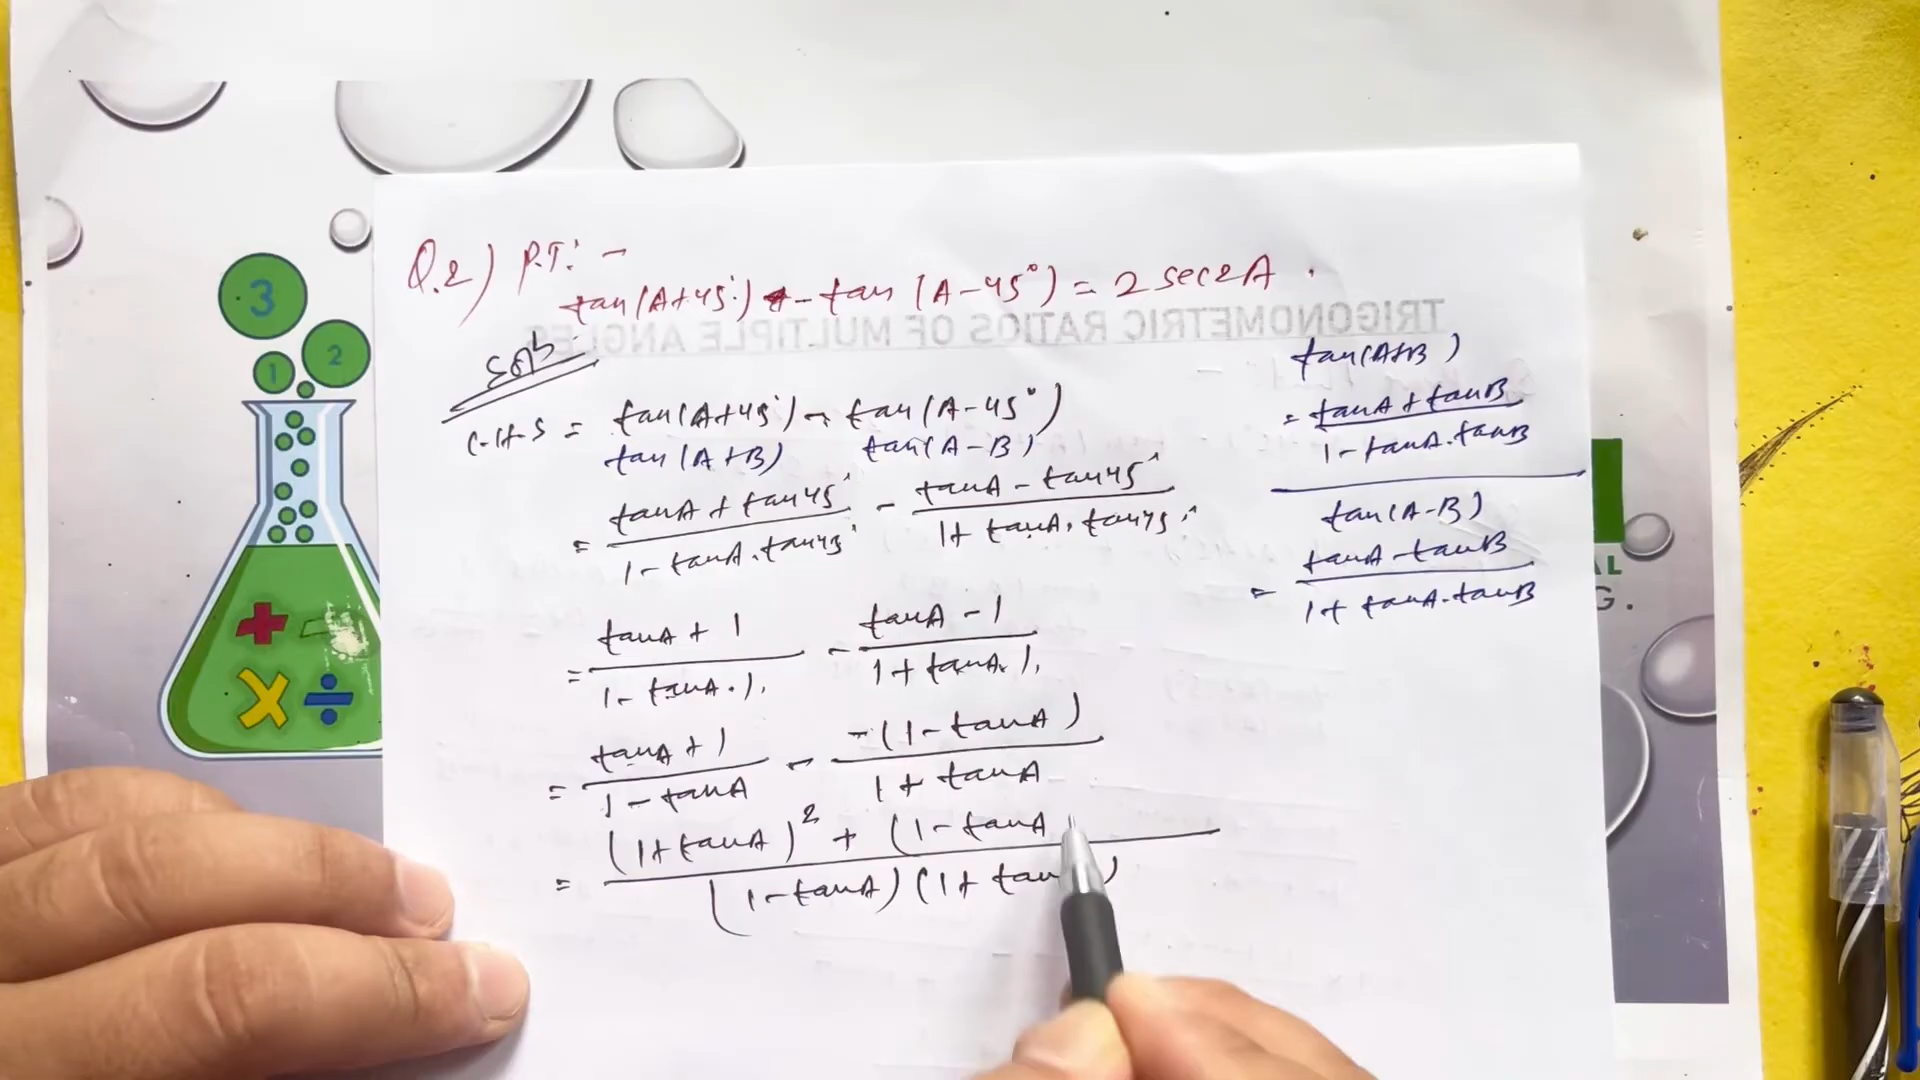 Q.2) P.T: -
tan(A+45°) - tan (A-45°) = 2 sec2A .
TRIGONOMETRIC RATIOS OF MULTIPLE ANGLES
Solⁿ:
L.H.S = tan(A+45°) - tan(A-45°)
tan(A+B) tan(A-B)
= tanA + tan45° / 1 - tanA.tan45° - tanA - tan45° / 1+ tanA.tan45°
= tanA + 1 / 1 - tanA.1. - tanA - 1 / 1+ tanA.1.
= tanA + 1 / 1 - tanA - -(1-tanA) / 1+ tanA
= (1+tanA)² + (1-tanA / (1-tanA)(1+ tan )
tan(A+B)
= tanA + tanB / 1- tanA.tanB
tan(A-B)
= tanA - tanB / 1+ tanA.tanB
3
2
1